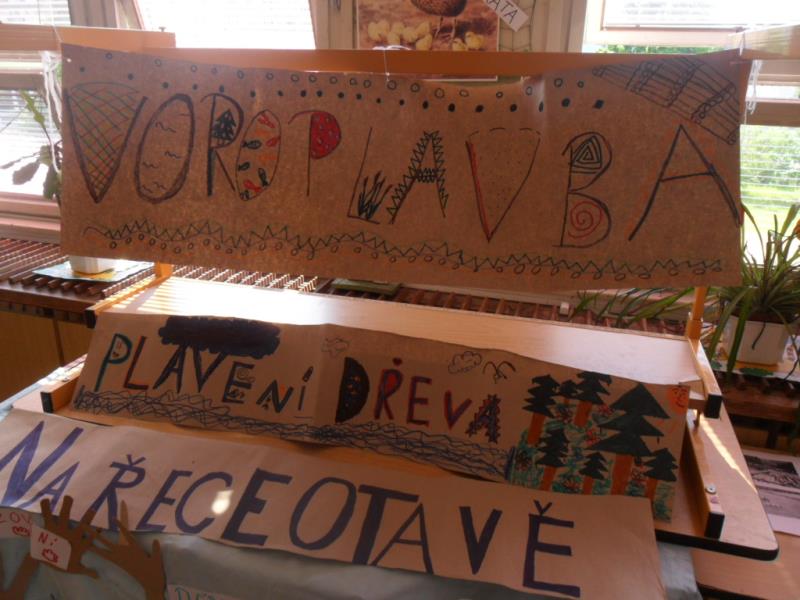 VOROPLAVBA
PLAVENÍ DŘEVA
NA ŘECE OTAVĚ